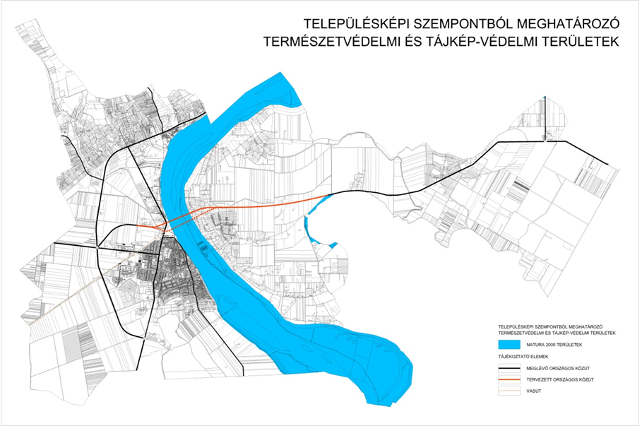 TELEPÜLÉSKÉPI SZEMPONTBÓL MEGHATÁROZÓ
TERMÉSZETVÉDELMI ÉS TÁJKÉP-VÉDELMI TERÜLETEK
TELEPÜLÉSKÉPI SZEMPONTBÓL MEGHATÁROZÓ
TERMÉSZETVÉDELMI ÉS TÁJKÉP-VÉDELMI TERÜLETEK
NATURA 2000 TERÜLETEK
TÁJÉKOZTATÓ ELEMEK
MEGLÉVŐ ORSZÁGOS KÖZÚT
TERVEZETT ORSZÁGOS KÖZÚT
VASÚT